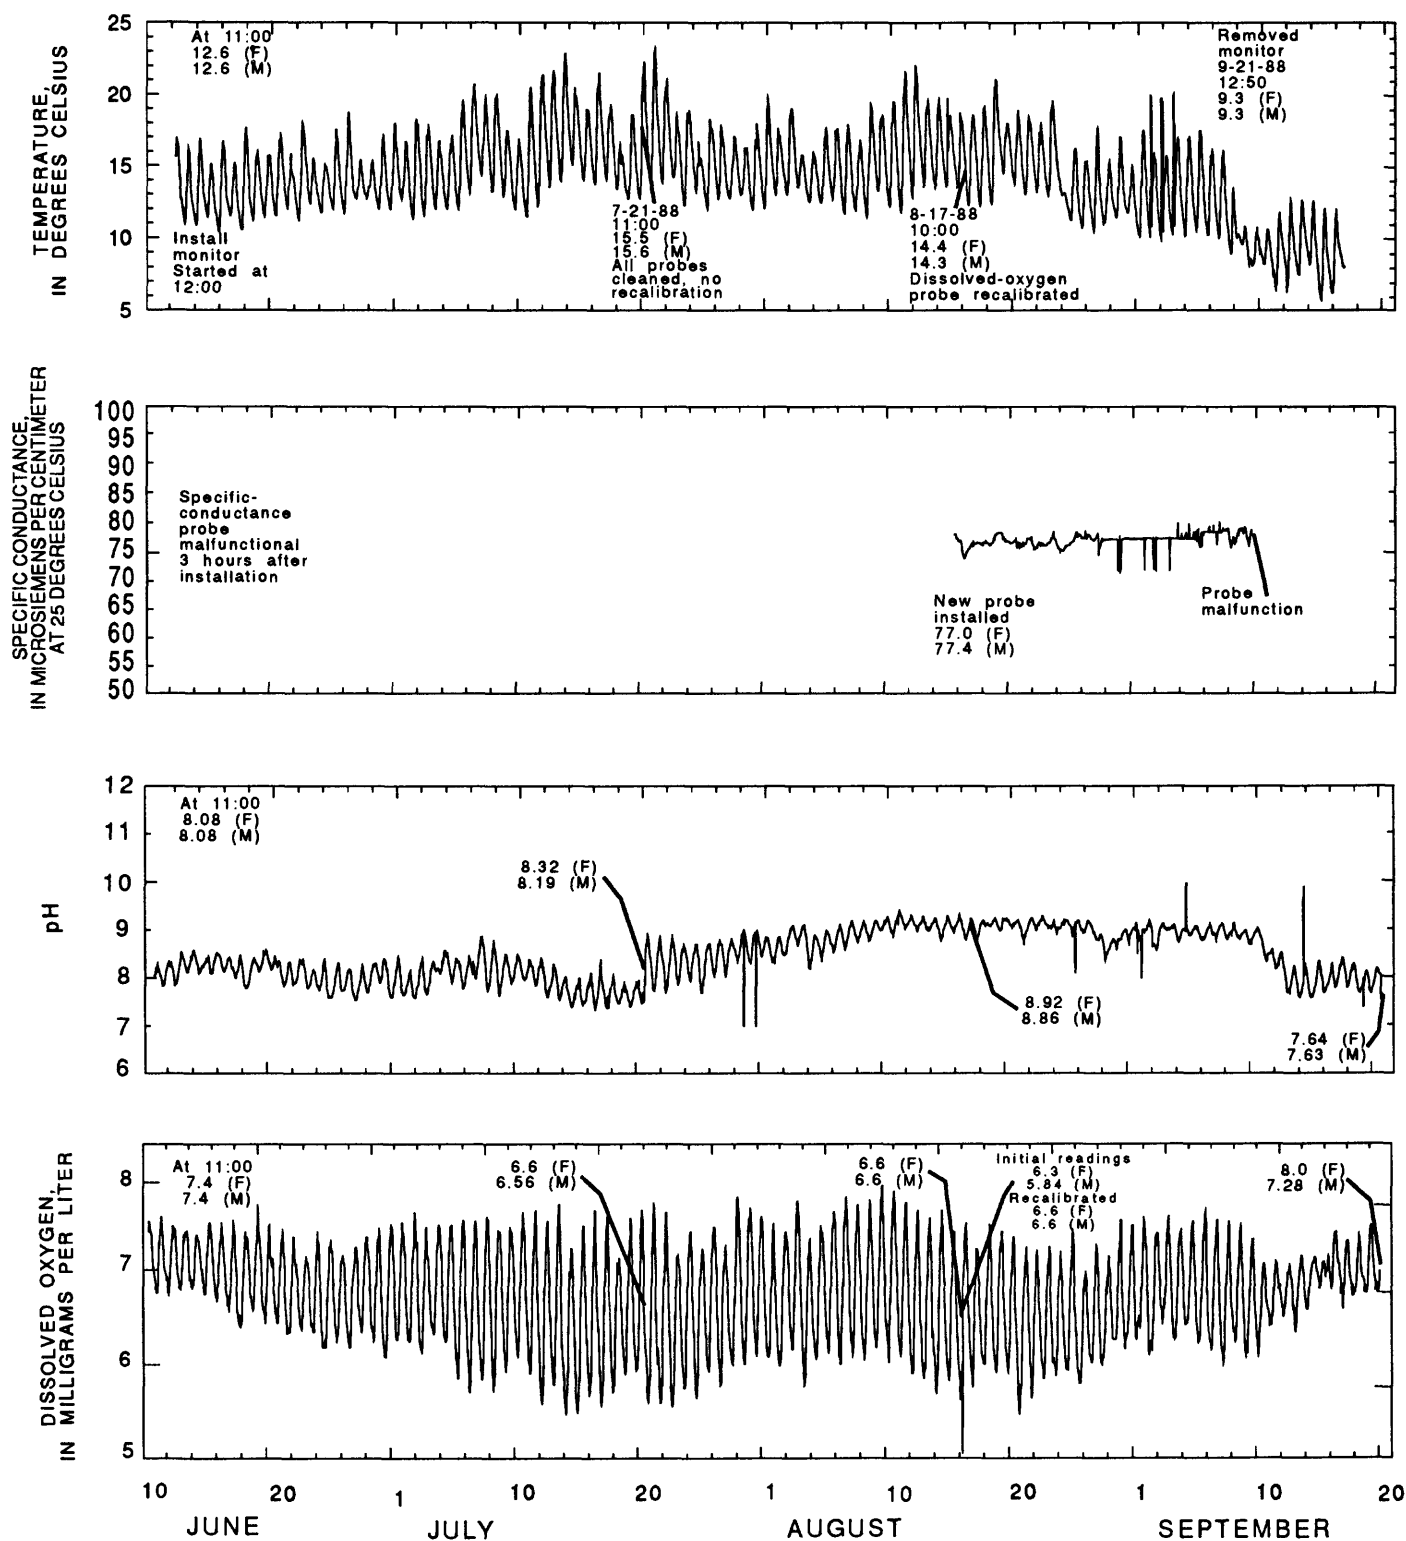 TEMPERATURE,
IN DEGREES CELSIUS
25
20
15
10
5
At 11:00
12.6 (F)
12.6 (M)
Install
monitor
Started at
12:00
7-21-88
11:00
15.5 (F)
15.6 (M)
All probes
cleaned, no
recalibration
8-17-88
10:00
14.4 (F)
14.3 (M)
Dissolved-oxygen
probe recalibrated
Removed
monitor
9-21-88
12:50
9.3 (F)
9.3 (M)
SPECIFIC CONDUCTANCE,
IN MICROSIEMENS PER CENTIMETER
AT 25 DEGREES CELSIUS
100
95
90
85
80
75
70
65
60
55
50
Specific-
conductance
probe
malfunctional
3 hours after
installation
New probe
installed
77.0 (F)
77.4 (M)
Probe
malfunction
pH
12
11
10
9
8
7
6
At 11:00
8.08 (F)
8.08 (M)
8.32 (F)
8.19 (M)
8.92 (F)
8.86 (M)
7.64 (F)
7.63 (M)
DISSOLVED OXYGEN,
IN MILLIGRAMS PER LITER
8
7
6
5
At 11:00
7.4 (F)
7.4 (M)
6.6 (F)
6.56 (M)
6.6 (F)
6.6 (M)
Initial readings
6.3 (F)
5.84 (M)
Recalibrated
6.6 (F)
6.6 (M)
8.0 (F)
7.28 (M)
10 20 1 10 20 1 10 20 1 10 20
JUNE JULY AUGUST SEPTEMBER